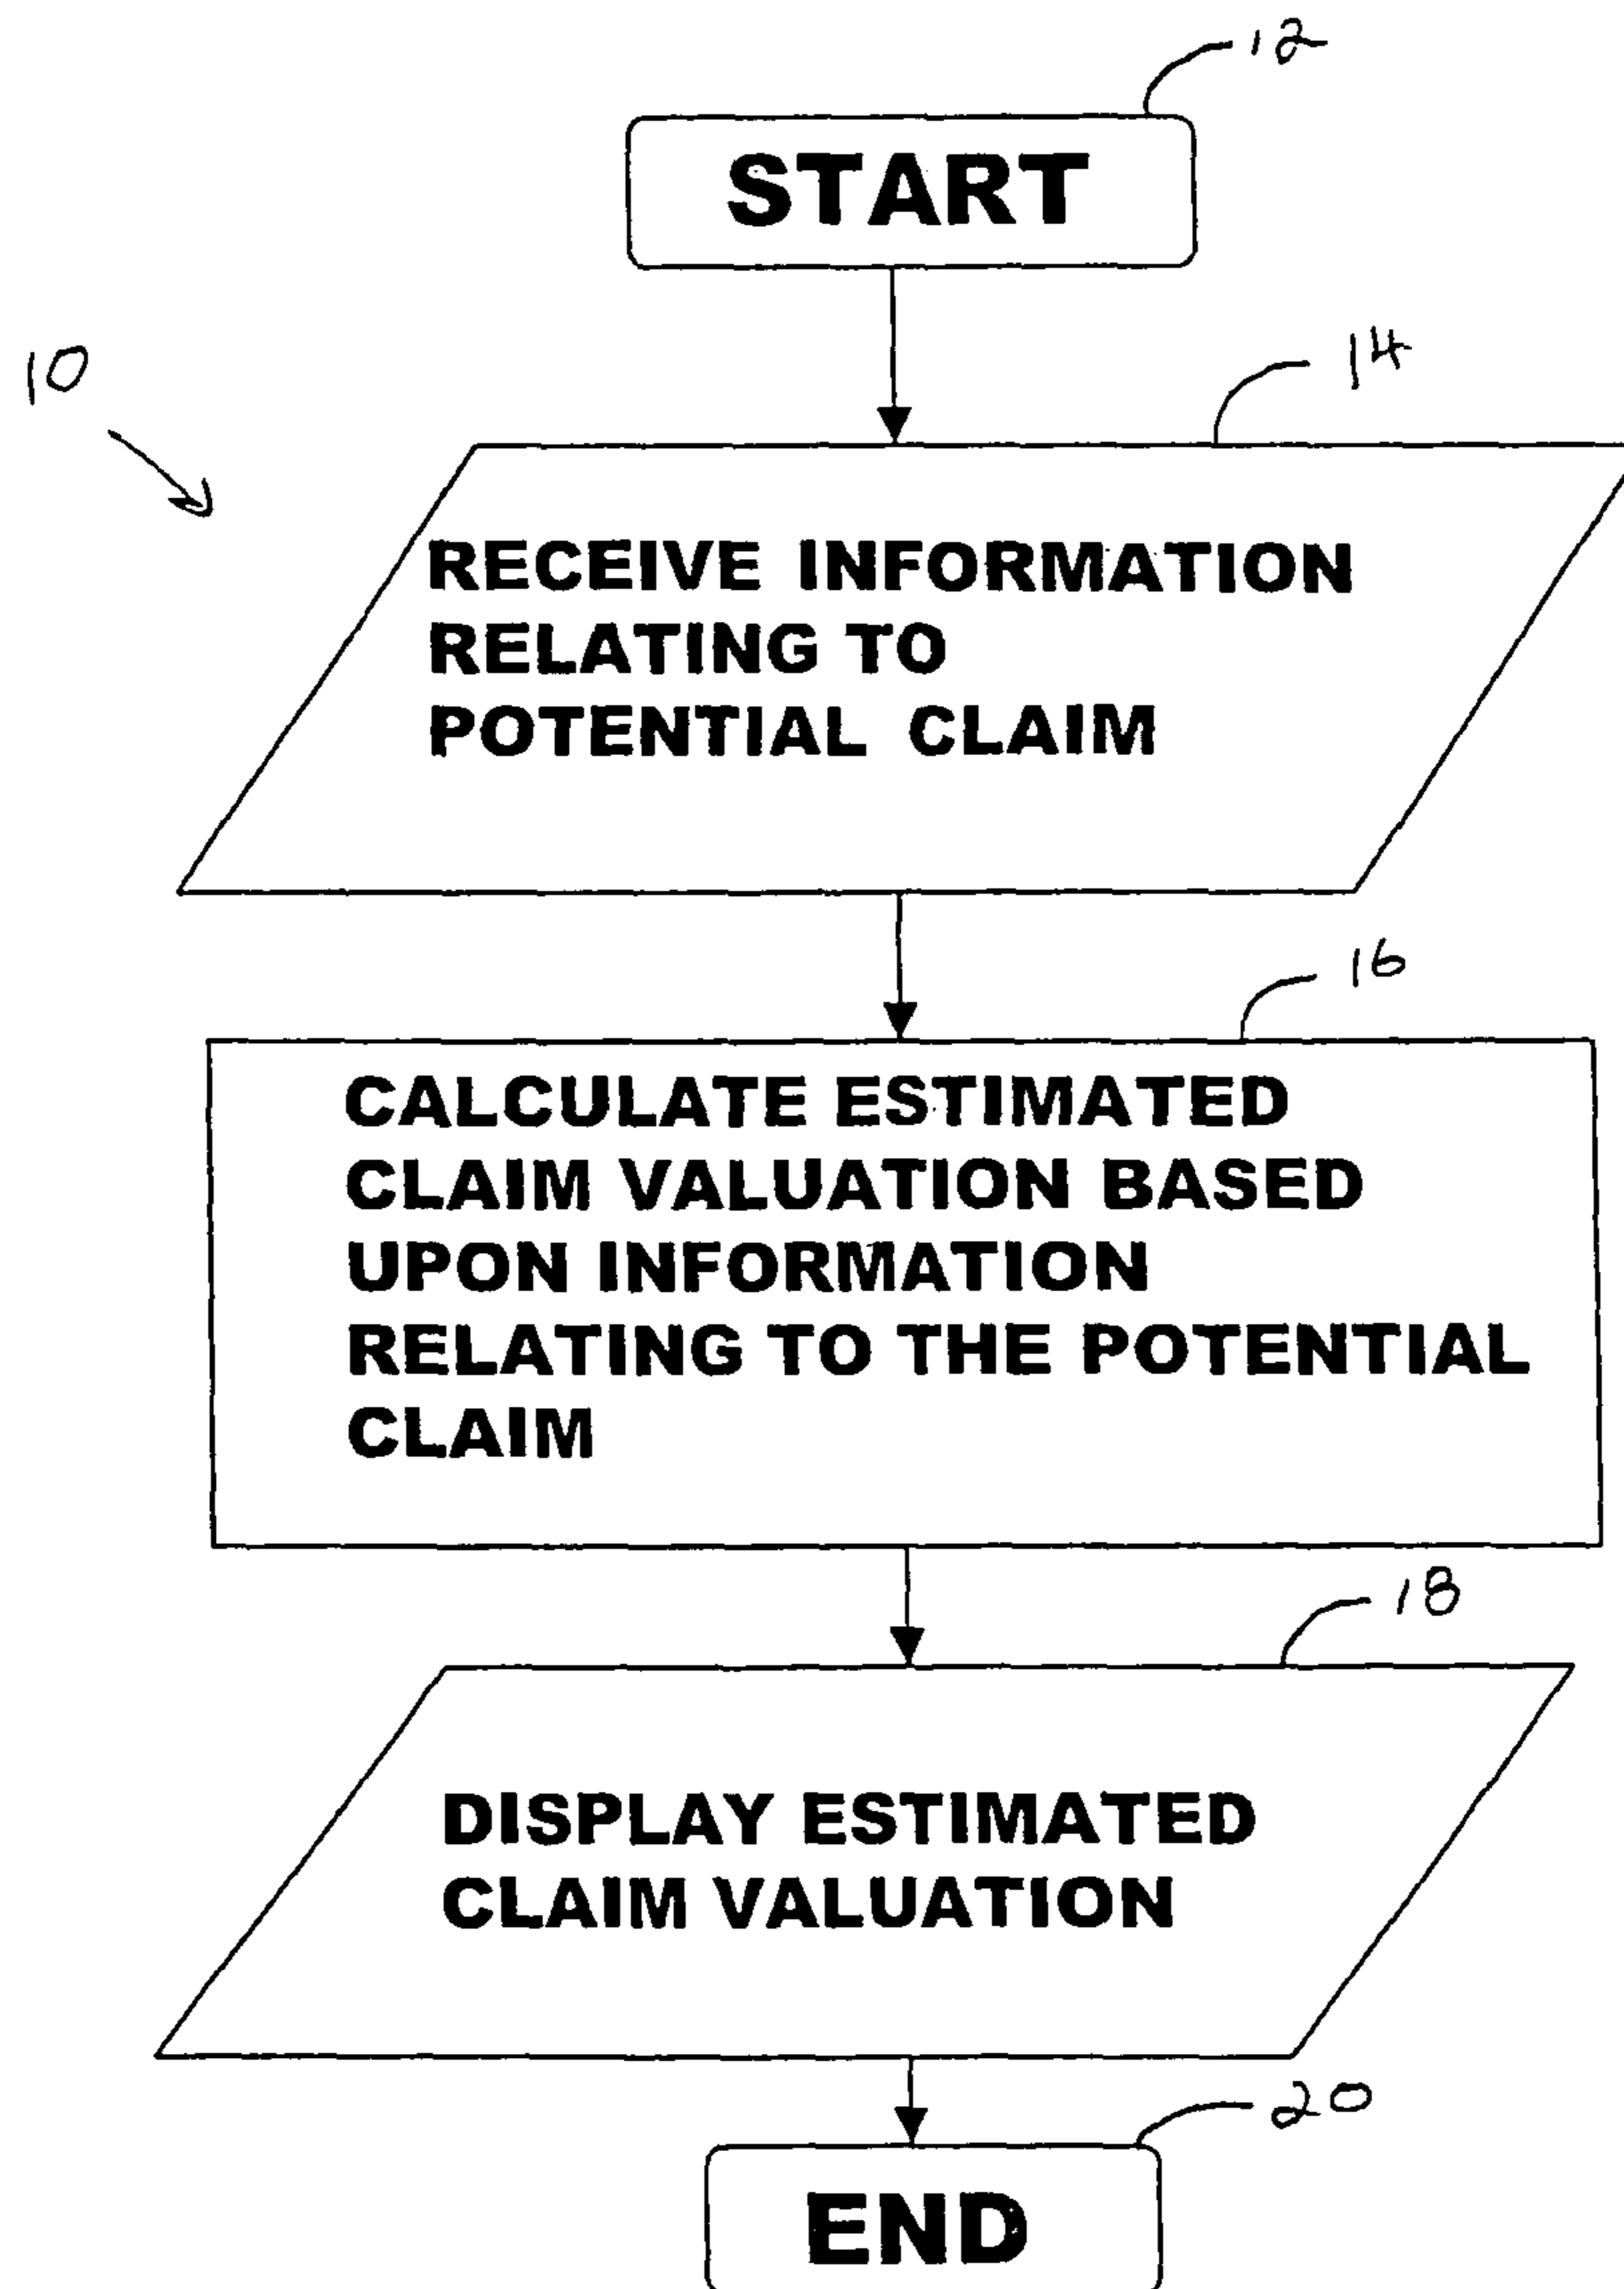 12
START
10
14
RECEIVE INFORMATION
RELATING TO
POTENTIAL CLAIM
16
CALCULATE ESTIMATED
CLAIM VALUATION BASED
UPON INFORMATION
RELATING TO THE POTENTIAL
CLAIM
18
DISPLAY ESTIMATED
CLAIM VALUATION
20
END